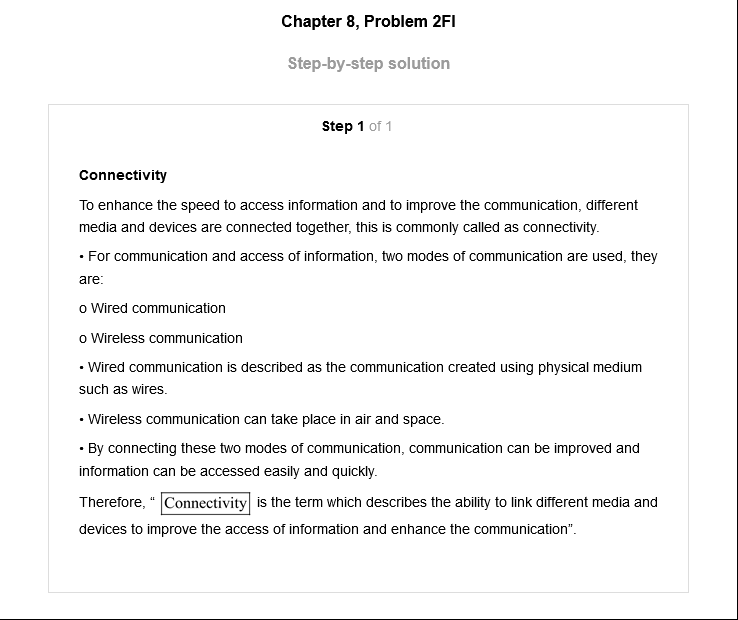 Chapter 8, Problem 2FI
Step-by-step solution
Step 1 of 1
Connectivity
To enhance the speed to access information and to improve the communication, different
media and devices are connected together, this is commonly called as connectivity.
• For communication and access of information, two modes of communication are used, they
are:
o Wired communication
o Wireless communication
• Wired communication is described as the communication created using physical medium
such as wires.
• Wireless communication can take place in air and space.
• By connecting these two modes of communication, communication can be improved and
information can be accessed easily and quickly.
Therefore, “ Connectivity is the term which describes the ability to link different media and
devices to improve the access of information and enhance the communication”.